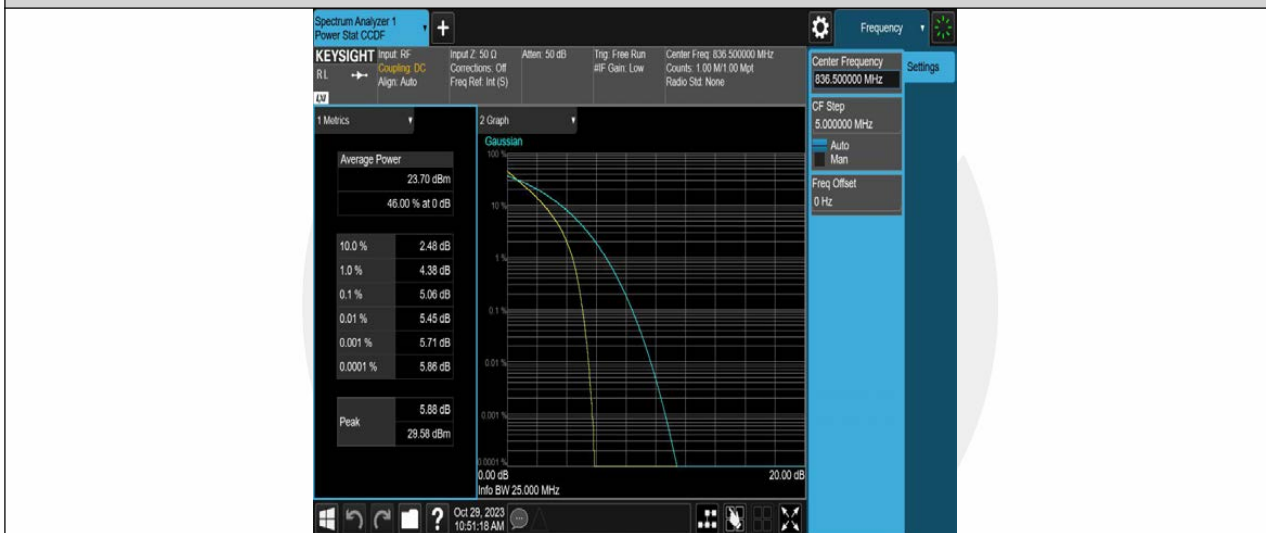 Spectrum Analyzer 1
Power Stat CCDF
Frequency
KEYSIGHT
RL
LXI
Input: RF
Coupling: DC
Align: Auto
Input Z: 50 Ω
Corrections: Off
Freq Ref: Int (S)
Atten: 50 dB
Trig: Free Run
#IF Gain: Low
Center Freq: 836.500000 MHz
Counts: 1.00 M/1.00 Mpt
Radio Std: None
Center Frequency
836.500000 MHz
Settings
CF Step
5.000000 MHz
Auto
Man
Freq Offset
0 Hz
1 Metrics
Average Power
23.70 dBm
46.00 % at 0 dB
10.0 % 2.48 dB
1.0 % 4.38 dB
0.1 % 5.06 dB
0.01 % 5.45 dB
0.001 % 5.71 dB
0.0001 % 5.86 dB
Peak
5.88 dB
29.58 dBm
2 Graph
Gaussian
100 %
10 %
1 %
0.1 %
0.01 %
0.001 %
0.0001 %
0.00 dB 20.00 dB
Info BW 25.000 MHz
?
Oct 29, 2023
10:51:18 AM